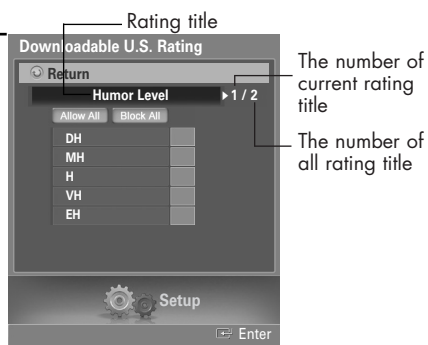 Rating title
Downloadable U.S. Rating
Return
Humor Level
1 / 2
Allow All
Block All
DH
MH
H
VH
EH
Setup
Enter
The number of
current rating
title
The number of
all rating title